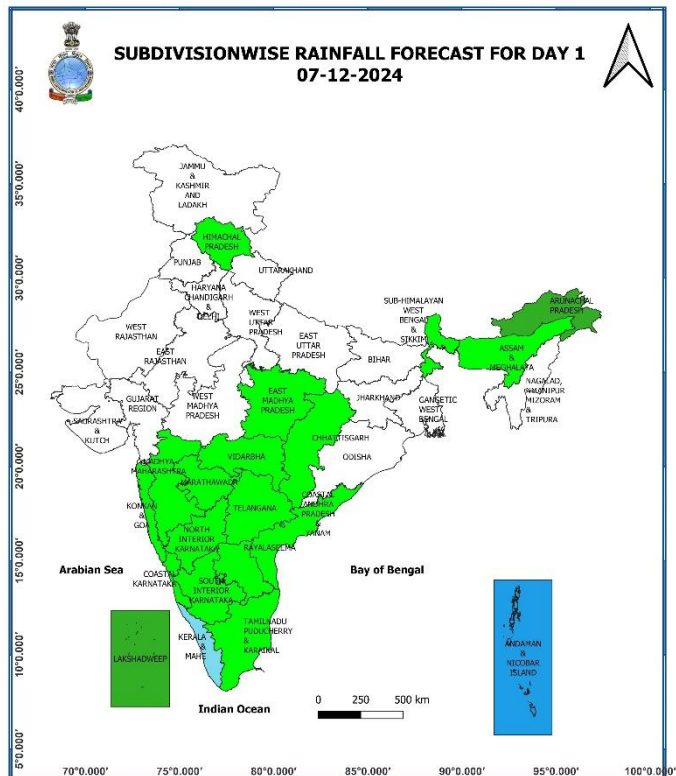 SUBDIVISIONWISE RAINFALL FORECAST FOR DAY 1
07-12-2024
40°0.000'
35°0.000'
30°0.000'
25°0.000'
20°0.000'
15°0.000'
10°0.000'
5°0.000'
JAMMU
&
KASHMIR
AND
LADAKH
HIMACHAL
PRADESH
PUNJAB
UTTARAKHAND
HARYANA
CHANDIGARH
&
DELHI
WEST
UTTAR
PRADESH
WEST
RAJASTHAN
EAST
RAJASTHAN
EAST
UTTAR
PRADESH
SUB-HIMALAYAN
WEST
BENGAL
&
SIKKIM
ARUNACHAL
PRADESH
ASSAM
&
MEGHALAYA
BIHAR
NAGALAD,
MANIPUR
MIZORAM
&
TRIPURA
GUJARAT
REGION
SAURASHTRA
&
KUTCH
WEST
MADHYA
PRADESH
EAST
MADHYA
PRADESH
JHARKHAND
GANGETIC
WEST
BENGAL
CHHATTISGARH
ODISHA
VIDARBHA
MADHYA
MAHARASHTRA
MARATHAWADA
KONKAN
&
GOA
TELANGANA
COASTAL
ANDHRA
PRADESH
&
YANAM
NORTH
INTERIOR
KARNATAKA
RAYALASEEMA
Arabian Sea
Bay of Bengal
COASTAL
KARNATAKA
SOUTH
INTERIOR
KARNATAKA
TAMILNADU
PUDUCHERRY
&
KARAIKAL
KERALA
&
MAHE
LAKSHADWEEP
ANDAMAN
&
NICOBAR
ISLAND
Indian Ocean
0 250 500 km
70°0.000' 75°0.000' 80°0.000' 85°0.000' 90°0.000' 95°0.000' 100°0.000'